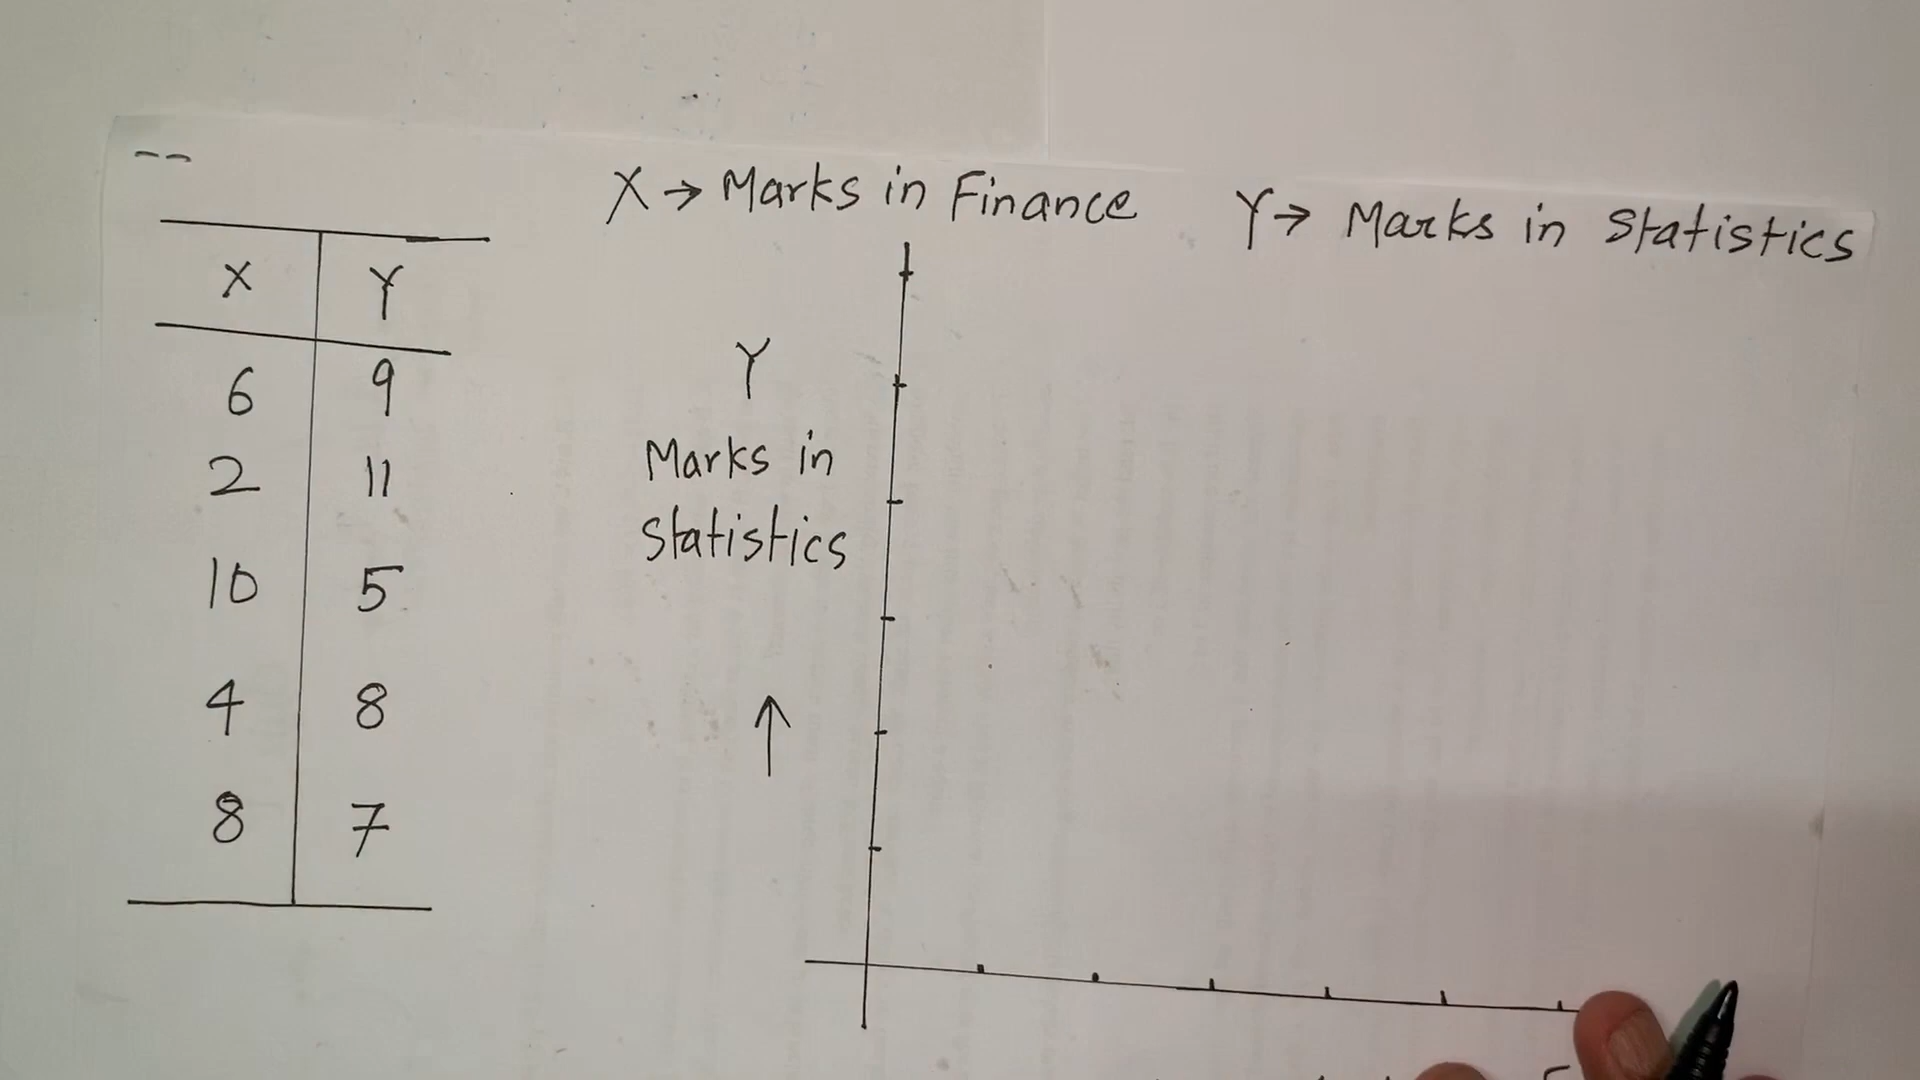 X → Marks in Finance Y → Marks in Statistics
X Y
6 9
2 11
10 5
4 8
8 7
Y
Marks in
Statistics
↑